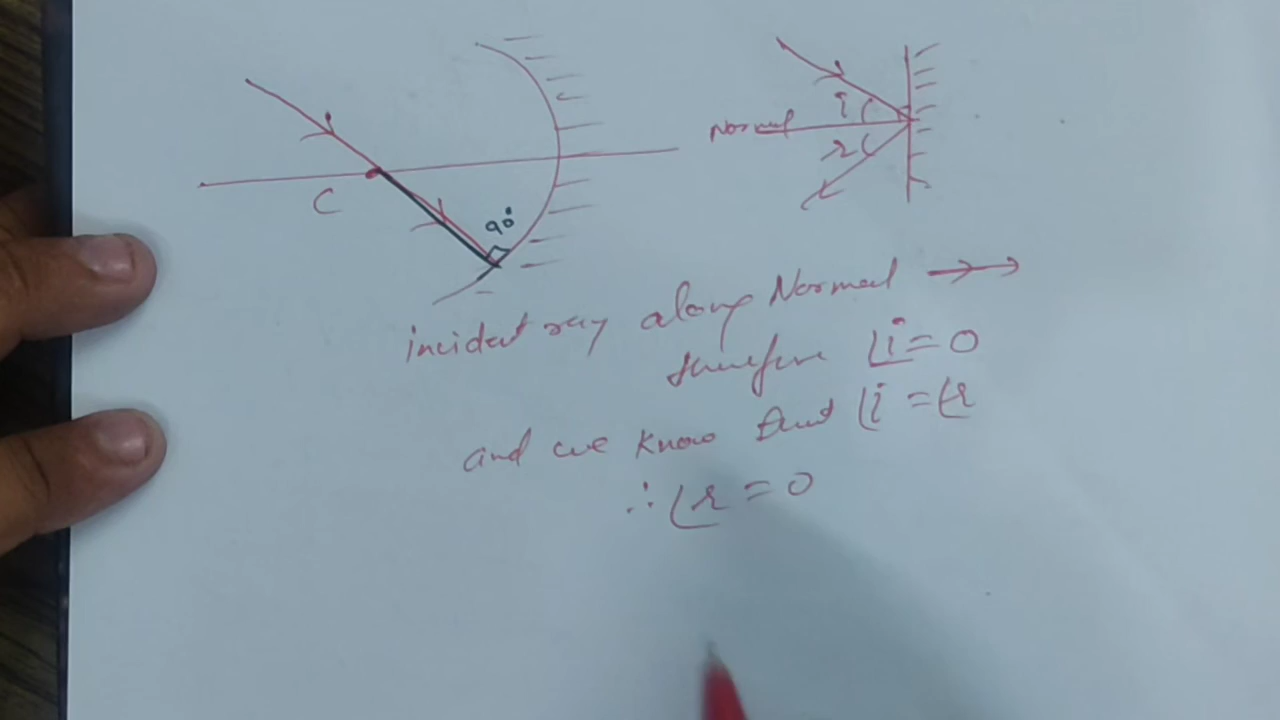 C
90°
Normal
i
r
incident ray along Normal →
therefore ∠i = 0
and we know that ∠i = ∠r
∴ ∠r = 0